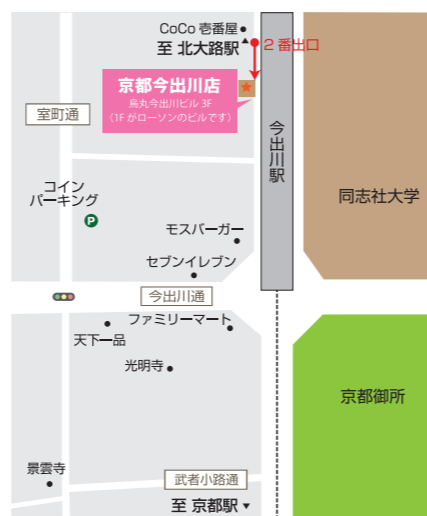 CoCo 壱番屋
至 北大路駅
2 番出口
京都今出川店
烏丸今出川ビル 3F
（1F がローソンのビルです）
室町通
今出川駅
同志社大学
コイン
パーキング
P
モスバーガー
セブンイレブン
今出川通
ファミリーマート
天下一品
光明寺
京都御所
景雲寺
武者小路通
至 京都駅